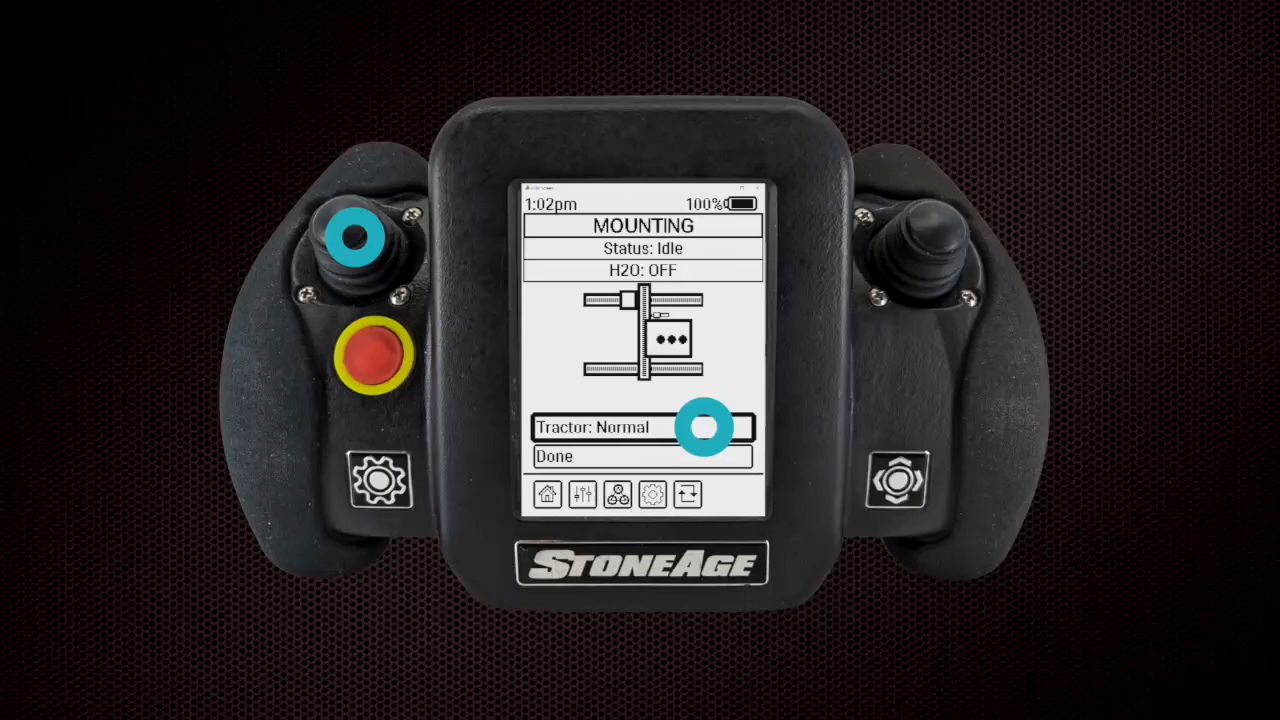 1:02pm 100%
MOUNTING
Status: Idle
H2O: OFF
Tractor: Normal
Done
STONEAGE